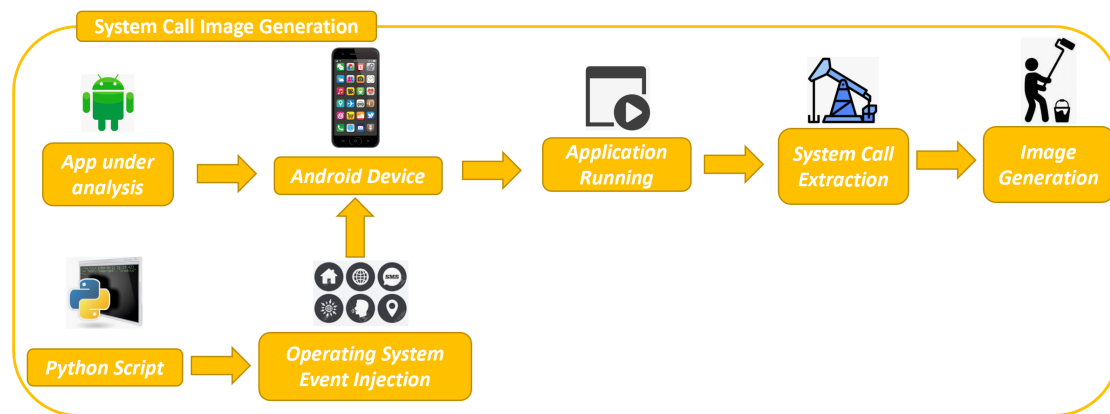 System Call Image Generation
App under
analysis
Android Device
Application
Running
System Call
Extraction
Image
Generation
SMS
Python Script
Operating System
Event Injection